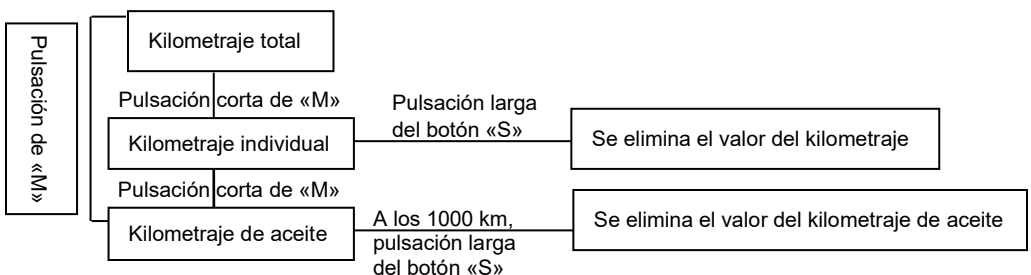 Pulsación de «M»
Kilometraje total
Pulsación corta de «M»
Kilometraje individual
Pulsación larga
del botón «S»
Se elimina el valor del kilometraje
Pulsación corta de «M»
Kilometraje de aceite
A los 1000 km,
pulsación larga
del botón «S»
Se elimina el valor del kilometraje de aceite